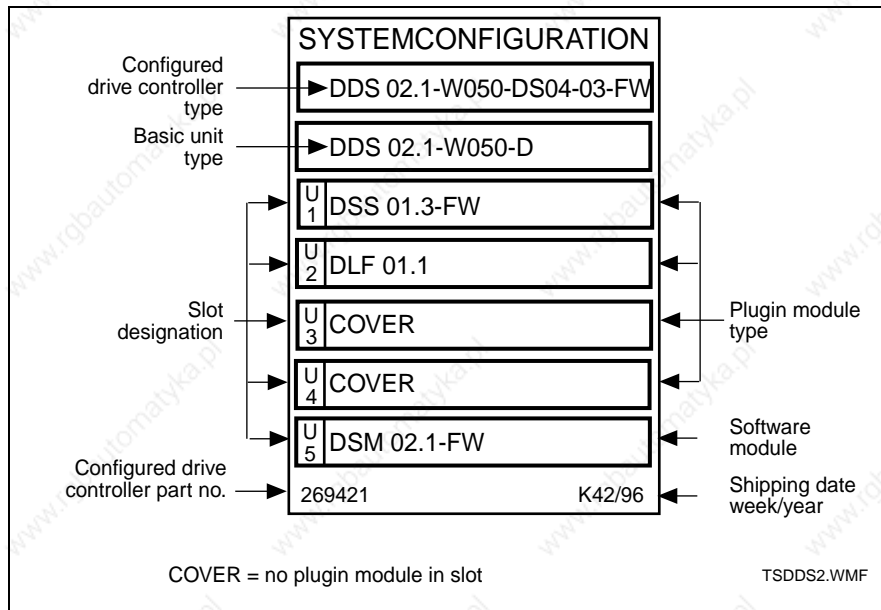 SYSTEMCONFIGURATION
Configured
drive controller
type
DDS 02.1-W050-DS04-03-FW
Basic unit
type
DDS 02.1-W050-D
U
1
DSS 01.3-FW
U
2
DLF 01.1
Slot
designation
U
3
COVER
Plugin module
type
U
4
COVER
U
5
DSM 02.1-FW
Software
module
Configured drive
controller part no.
269421
K42/96
Shipping date
week/year
COVER = no plugin module in slot
TSDDS2.WMF
www.rgbautomatyka.pl